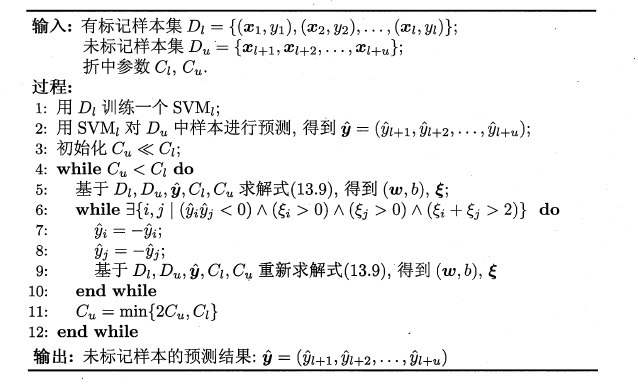 输入: 有标记样本集 $D_l = \{(\boldsymbol{x}_1, y_1), (\boldsymbol{x}_2, y_2), \ldots, (\boldsymbol{x}_l, y_l)\}$;
未标记样本集 $D_u = \{\boldsymbol{x}_{l+1}, \boldsymbol{x}_{l+2}, \ldots, \boldsymbol{x}_{l+u}\}$;
折中参数 $C_l$, $C_u$.
过程:
1: 用 $D_l$ 训练一个 SVM$_l$;
2: 用 SVM$_l$ 对 $D_u$ 中样本进行预测, 得到 $\hat{\boldsymbol{y}} = (\hat{y}_{l+1}, \hat{y}_{l+2}, \ldots, \hat{y}_{l+u})$;
3: 初始化 $C_u \ll C_l$;
4: while $C_u < C_l$ do
5: 基于 $D_l, D_u, \hat{\boldsymbol{y}}, C_l, C_u$ 求解式(13.9), 得到 $(\boldsymbol{w}, b)$, $\boldsymbol{\xi}$;
6: while $\exists\{i, j \mid (\hat{y}_i\hat{y}_j < 0) \wedge (\xi_i > 0) \wedge (\xi_j > 0) \wedge (\xi_i + \xi_j > 2)\}$ do
7: $\hat{y}_i = -\hat{y}_i$;
8: $\hat{y}_j = -\hat{y}_j$;
9: 基于 $D_l, D_u, \hat{\boldsymbol{y}}, C_l, C_u$ 重新求解式(13.9), 得到 $(\boldsymbol{w}, b)$, $\boldsymbol{\xi}$
10: end while
11: $C_u = \min\{2C_u, C_l\}$
12: end while
输出: 未标记样本的预测结果: $\hat{\boldsymbol{y}} = (\hat{y}_{l+1}, \hat{y}_{l+2}, \ldots, \hat{y}_{l+u})$